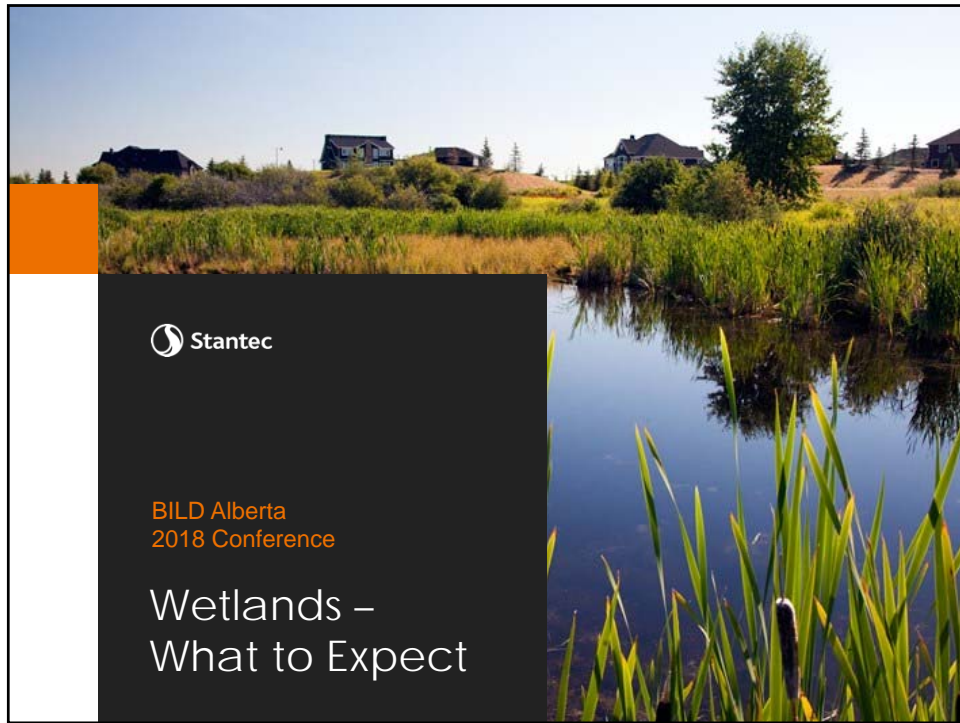 Stantec
BILD Alberta
2018 Conference
Wetlands –
What to Expect